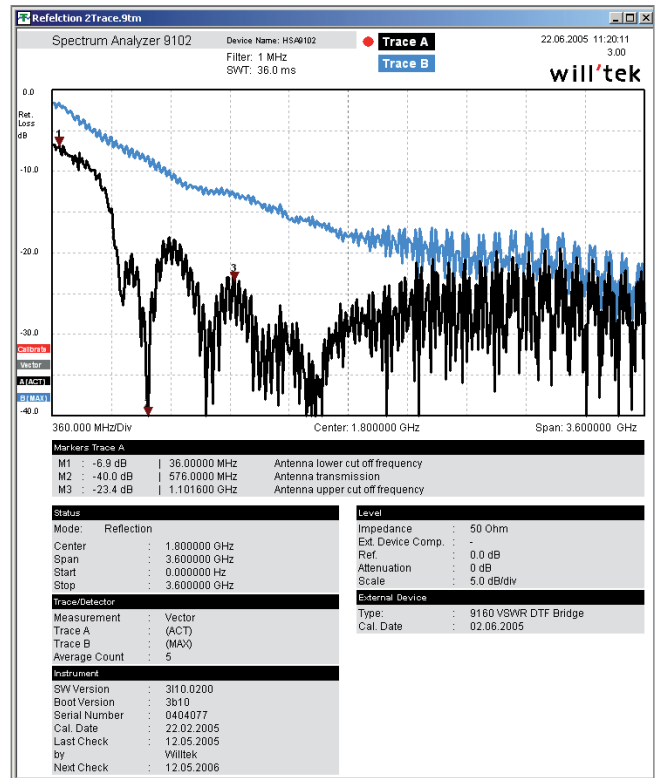 Refelction 2Trace.9tm
Spectrum Analyzer 9102
Device Name: HSA9102
Trace A
22.06.2005 11:20:11
Filter: 1 MHz
Trace B
3.00
SWT: 36.0 ms
will'tek
0.0
Ret.
Loss
dB
-10.0
-20.0
-30.0
-40.0
1
3
Calibrate
Vector
A(ACT)
B(MAX)
360.000 MHz/Div
Center: 1.800000 GHz
Span: 3.600000 GHz
Markers Trace A
M1 : -6.9 dB | 36.00000 MHz Antenna lower cut off frequency
M2 : -40.0 dB | 576.0000 MHz Antenna transmission
M3 : -23.4 dB | 1.101600 GHz Antenna upper cut off frequency
Status
Mode: Reflection
Center : 1.800000 GHz
Span : 3.600000 GHz
Start : 0.000000 Hz
Stop : 3.600000 GHz
Trace/Detector
Measurement : Vector
Trace A : (ACT)
Trace B : (MAX)
Average Count : 5
Instrument
SW Version : 3I10.0200
Boot Version : 3b10
Serial Number : 0404077
Cal. Date : 22.02.2005
Last Check : 12.05.2005
by Willtek
Next Check : 12.05.2006
Level
Impedance : 50 Ohm
Ext. Device Comp. : -
Ref. : 0.0 dB
Attenuation : 0 dB
Scale : 5.0 dB/div
External Device
Type: : 9160 VSWR DTF Bridge
Cal. Date : 02.06.2005